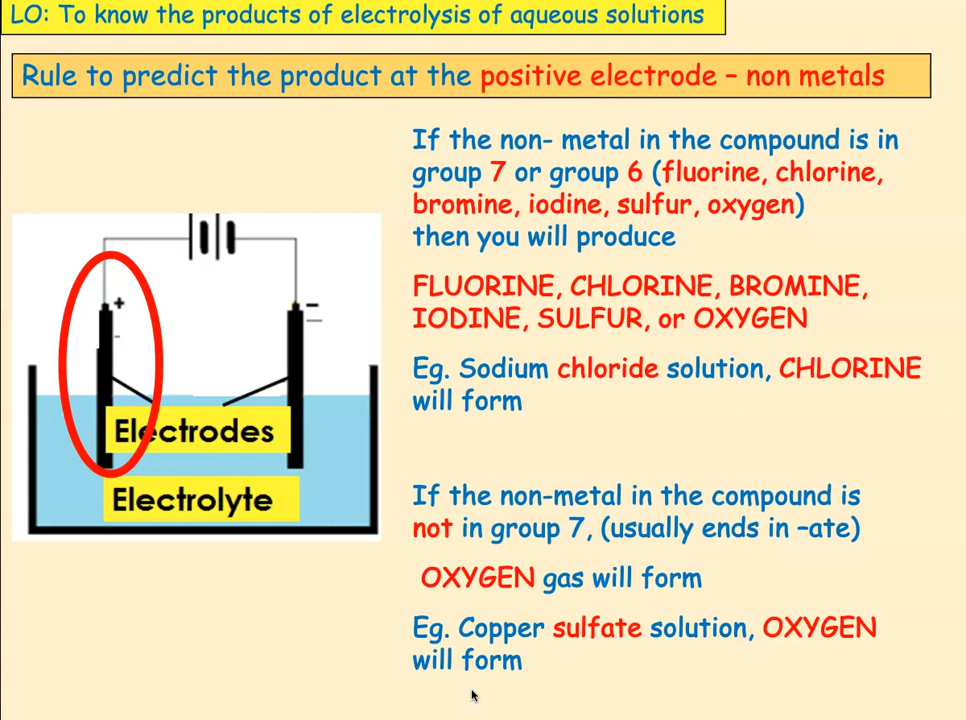 LO: To know the products of electrolysis of aqueous solutions
Rule to predict the product at the positive electrode – non metals
If the non- metal in the compound is in
group 7 or group 6 (fluorine, chlorine,
bromine, iodine, sulfur, oxygen)
then you will produce
FLUORINE, CHLORINE, BROMINE,
IODINE, SULFUR, or OXYGEN
Eg. Sodium chloride solution, CHLORINE
will form
If the non-metal in the compound is
not in group 7, (usually ends in –ate)
OXYGEN gas will form
Eg. Copper sulfate solution, OXYGEN
will form
+
–
Electrodes
Electrolyte